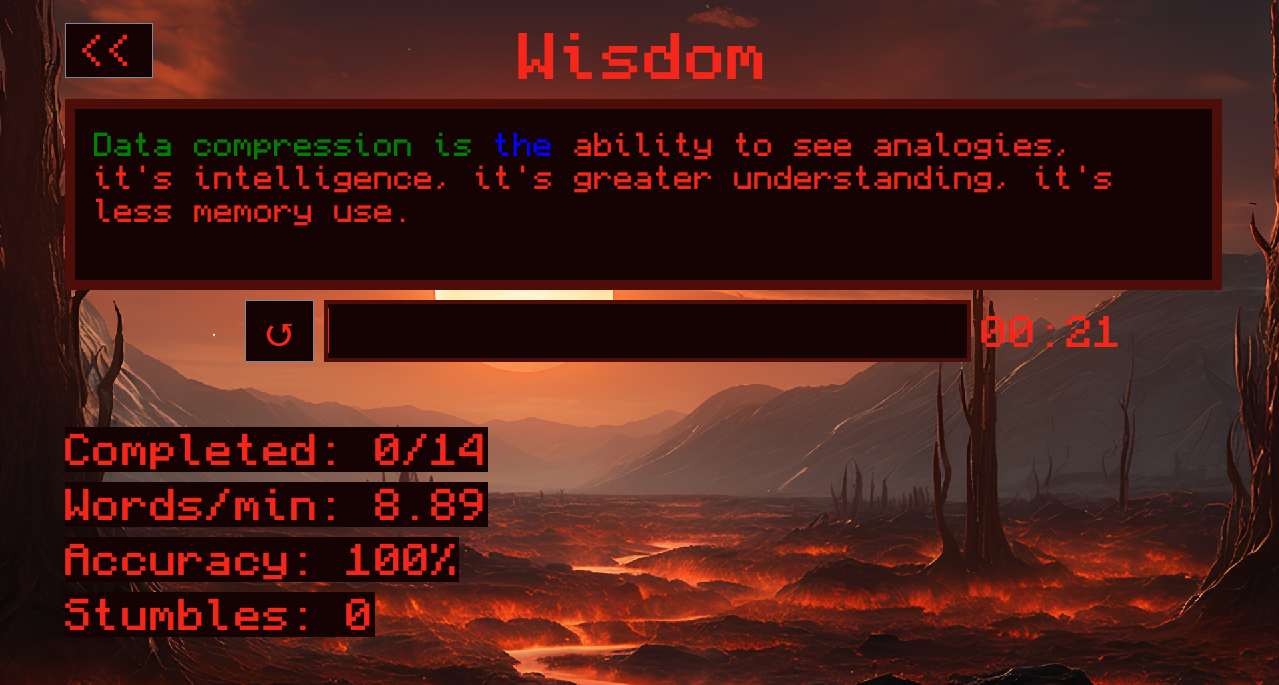 <<
Wisdom
Data compression is the ability to see analogies,
it's intelligence, it's greater understanding, it's
less memory use.
↺
00:21
Completed: 0/14
Words/min: 8.89
Accuracy: 100%
Stumbles: 0